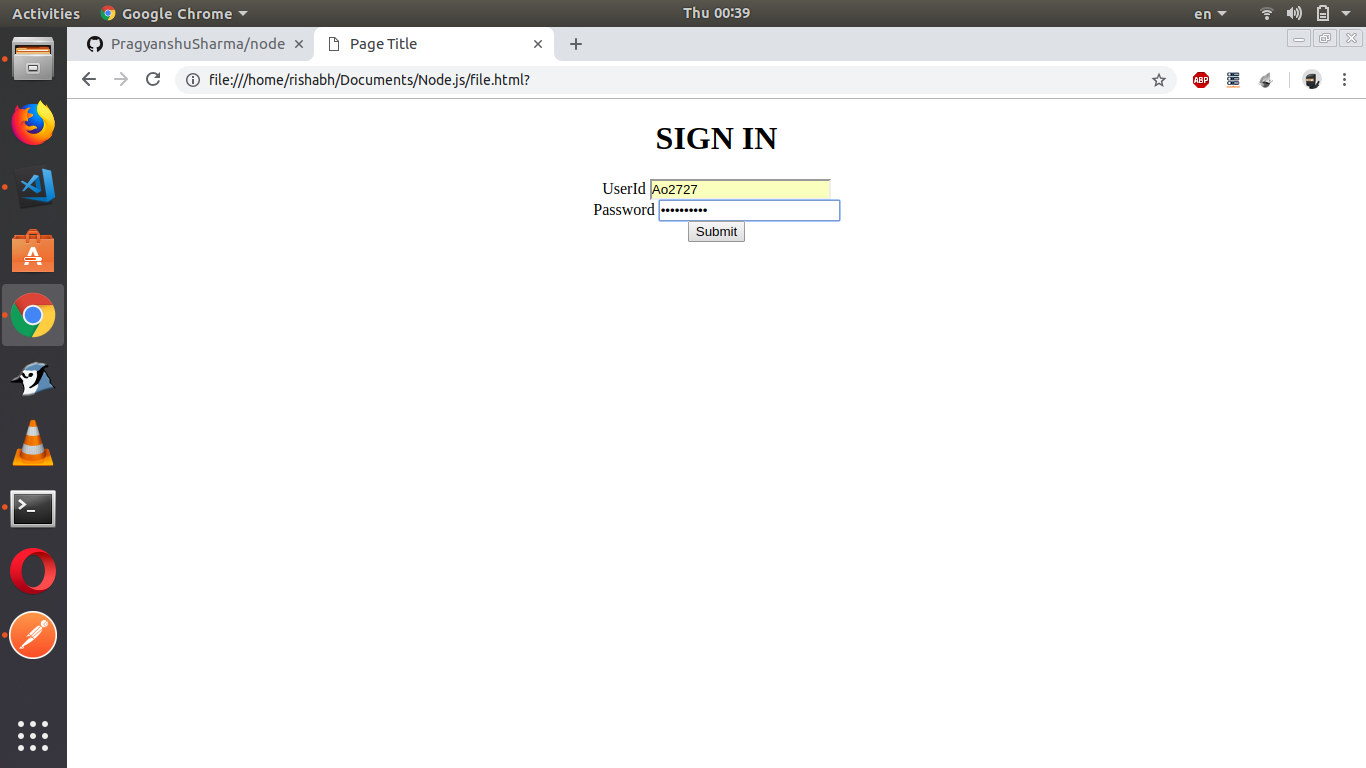 Activities Google Chrome Thu 00:39 en
PragyanshuSharma/node Page Title
file:///home/rishabh/Documents/Node.js/file.html? ABP
SIGN IN
UserId Ao2727
Password ••••••••••
Submit